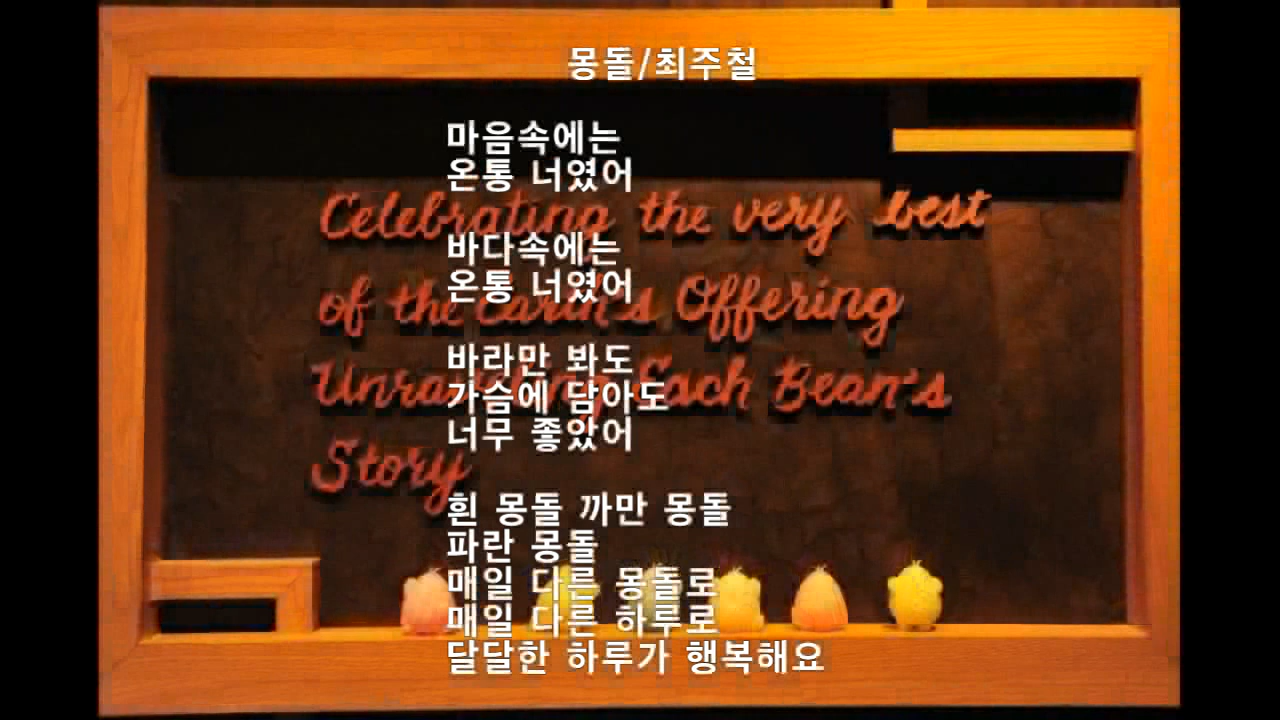 몽돌/최주철
마음속에는
온통 너였어
바다속에는
온통 너였어
바라만 봐도
가슴에 담아도
너무 좋았어
흰 몽돌 까만 몽돌
파란 몽돌
매일 다른 몽돌로
매일 다른 하루로
달달한 하루가 행복해요
Celebrating the very best
of the Earth's Offering
Unraveling Each Bean's
Story